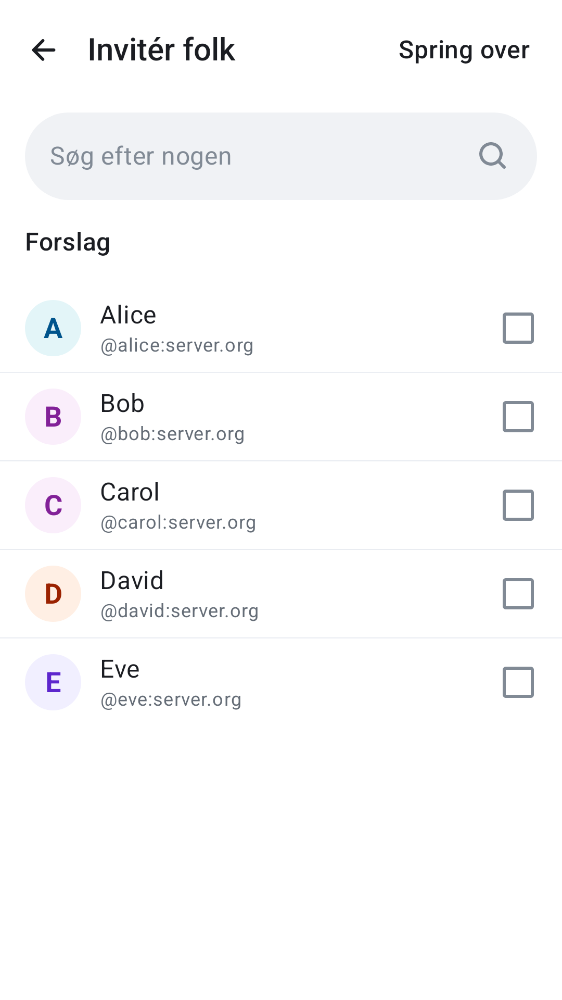 Invitér folk
Spring over
Søg efter nogen
Forslag
A
Alice
@alice:server.org
B
Bob
@bob:server.org
C
Carol
@carol:server.org
D
David
@david:server.org
E
Eve
@eve:server.org